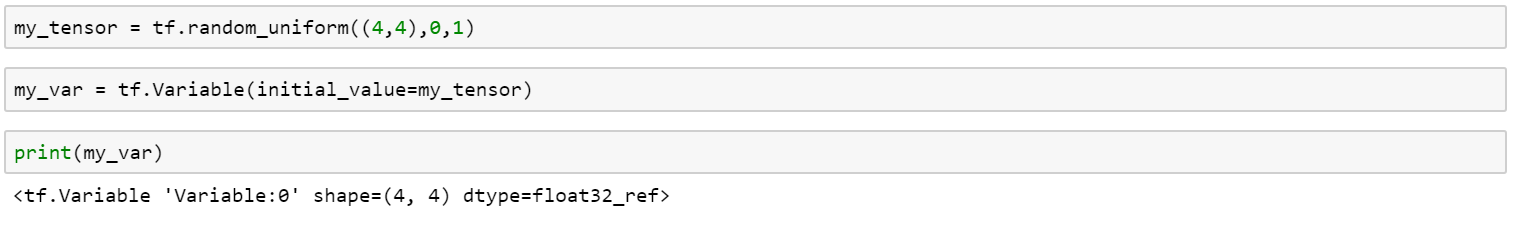 my_tensor = tf.random_uniform((4,4),0,1)
my_var = tf.Variable(initial_value=my_tensor)
print(my_var)
<tf.Variable 'Variable:0' shape=(4, 4) dtype=float32_ref>